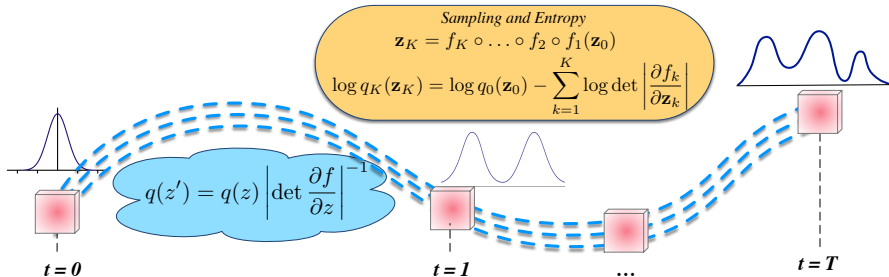 Sampling and Entropy
𝐳_K = f_K ∘ … ∘ f_2 ∘ f_1(𝐳_0)
log q_K(𝐳_K) = log q_0(𝐳_0) − ∑_{k=1}^{K} log det |∂f_k/∂𝐳_k|
q(z′) = q(z) |det ∂f/∂z|^{−1}
t = 0
t = 1
...
t = T